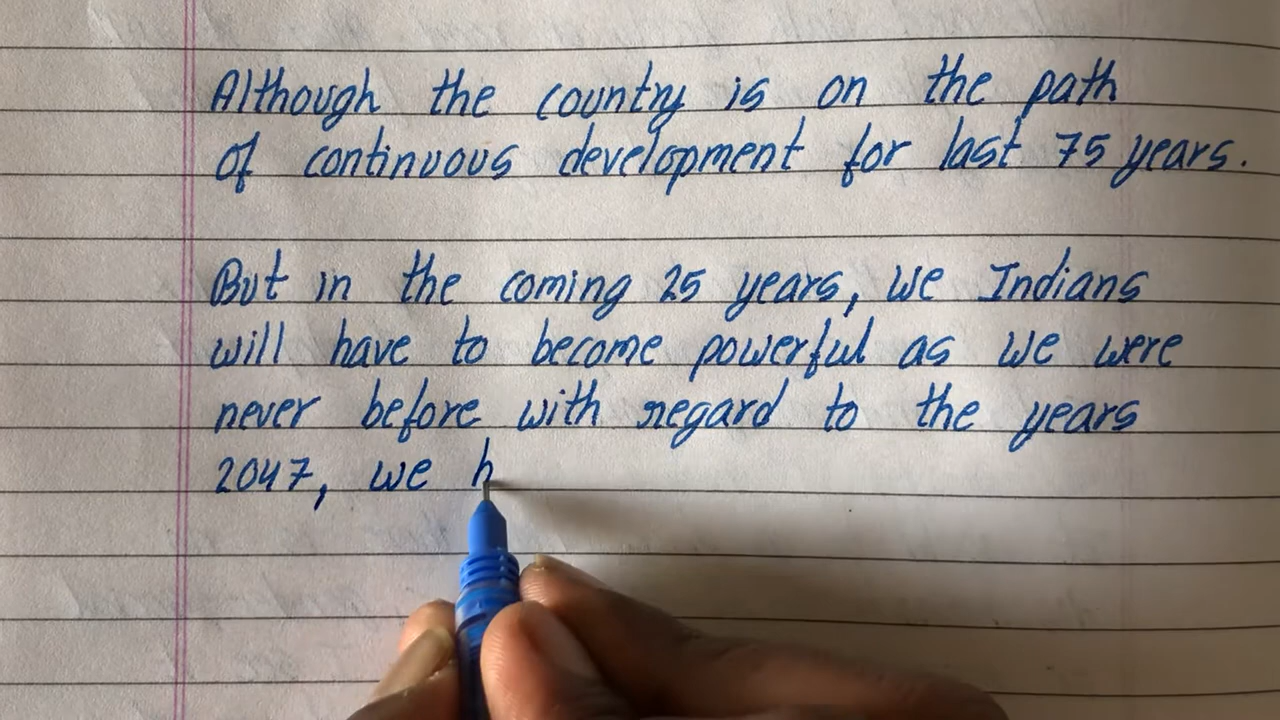 Although the country is on the path
of continuous development for last 75 years.
But in the coming 25 years, we Indians
will have to become powerful as we were
never before with regard to the years
2047, we h